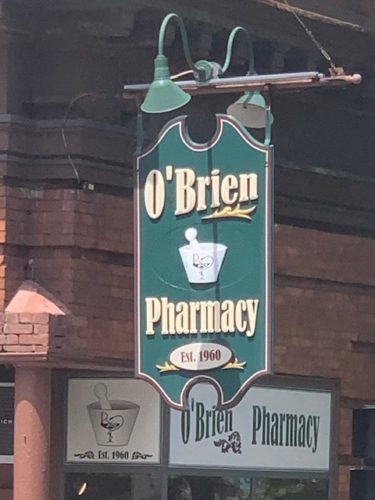 O'Brien
Pharmacy
Est. 1960
O'Brien Pharmacy
Est. 1960